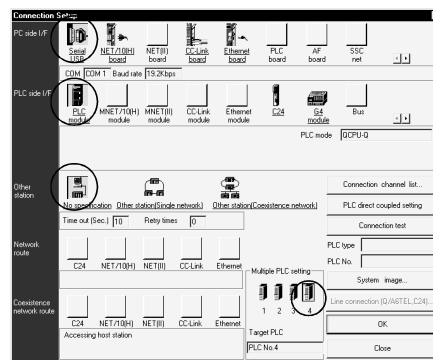 Connection Setup
PC side I/F
Serial USB
NET/10(H) board
NET(II) board
CC-Link board
Ethernet board
PLC board
AF board
SSC net
COM COM 1 Baud rate 19.2Kbps
PLC side I/F
PLC module
MNET/10(H) module
MNET(II) module
CC-Link module
Ethernet module
C24
G4 module
Bus
PLC mode QCPU-Q
Other station
No specification
Other station(Single network)
Other station(Coexistence network)
Time out (Sec.) 10 Retry times 0
Connection channel list...
PLC direct coupled setting
Connection test
PLC type
PLC No.
Network route
C24 NET/10(H) NET(II) CC-Link Ethernet
Multiple PLC setting
1 2 3 4
System image...
Line connection (Q/A6TEL,C24)...
Coexistence network route
C24 NET/10(H) NET(II) CC-Link Ethernet
Target PLC
OK
Accessing host station
PLC No.4
Close